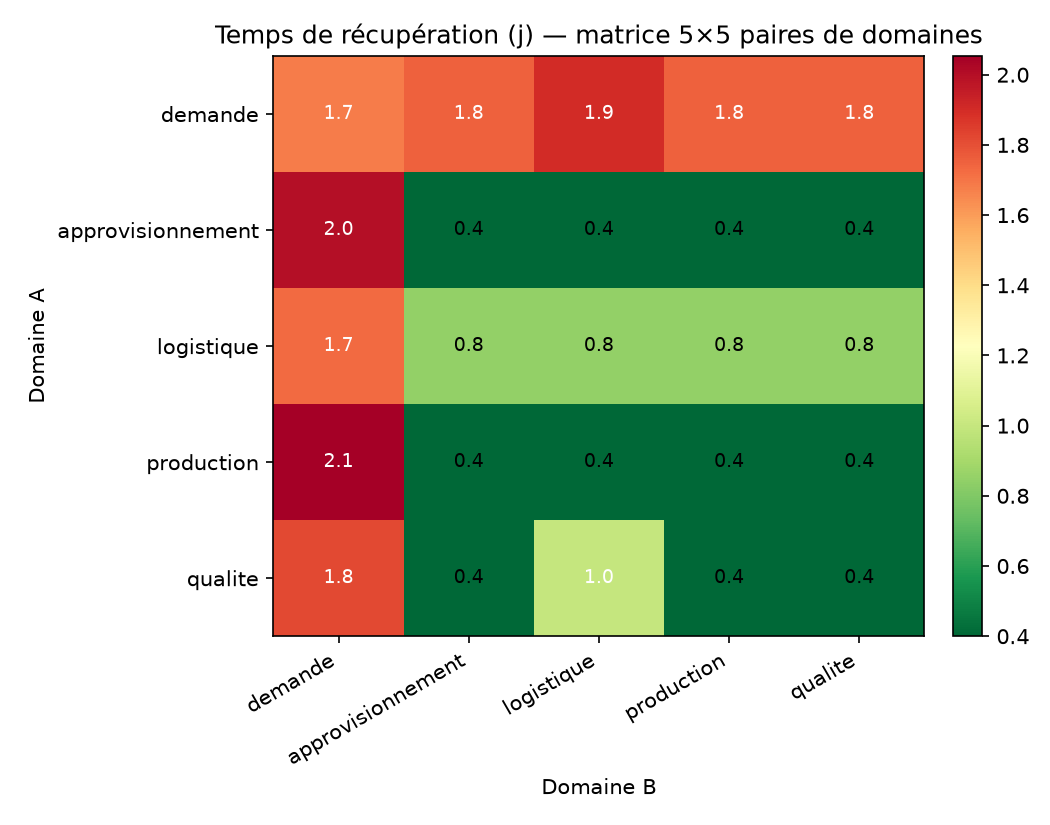 Temps de récupération (j) — matrice 5×5 paires de domaines
demande 1.7 1.8 1.9 1.8 1.8
approvisionnement 2.0 0.4 0.4 0.4 0.4
logistique 1.7 0.8 0.8 0.8 0.8
production 2.1 0.4 0.4 0.4 0.4
qualite 1.8 0.4 1.0 0.4 0.4
Domaine A
demande approvisionnement logistique production qualite
Domaine B
2.0
1.8
1.6
1.4
1.2
1.0
0.8
0.6
0.4